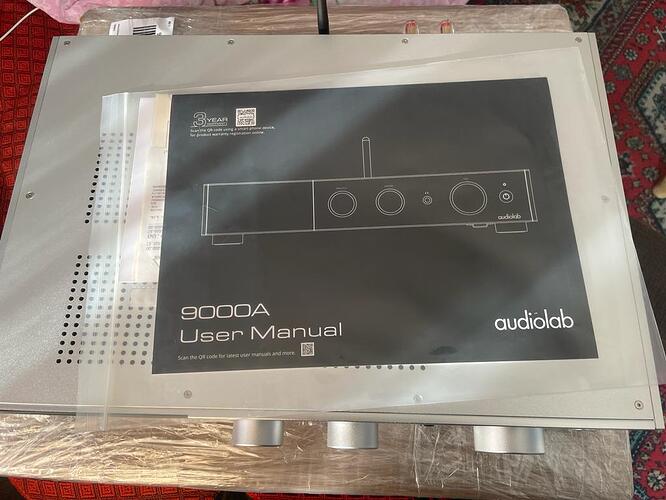 3 YEAR
Scan the QR code using a smart phone device,
for product warranty registration online.
audiolab
9000A
User Manual
audiolab
Scan the QR code for latest user manuals and more.